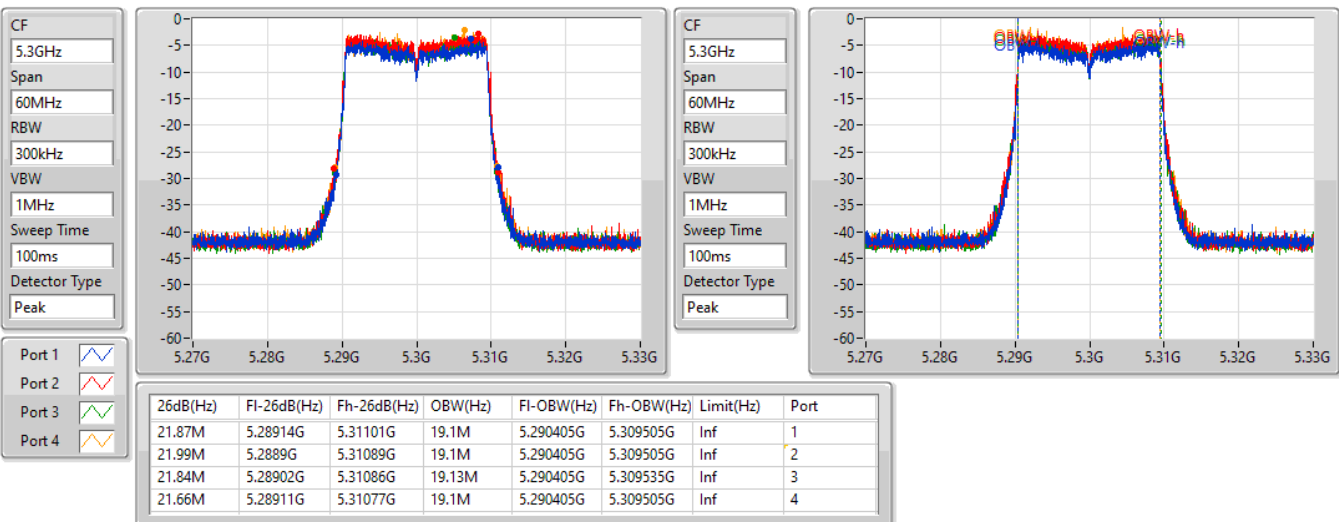 CF
5.3GHz
Span
60MHz
RBW
300kHz
VBW
1MHz
Sweep Time
100ms
Detector Type
Peak
0
-5
-10
-15
-20
-25
-30
-35
-40
-45
-50
-55
-60
5.27G 5.28G 5.29G 5.3G 5.31G 5.32G 5.33G
CF
5.3GHz
Span
60MHz
RBW
300kHz
VBW
1MHz
Sweep Time
100ms
Detector Type
Peak
0
-5
-10
-15
-20
-25
-30
-35
-40
-45
-50
-55
-60
OBW-h
5.27G 5.28G 5.29G 5.3G 5.31G 5.32G 5.33G
Port 1
Port 2
Port 3
Port 4
26dB(Hz) Fl-26dB(Hz) Fh-26dB(Hz) OBW(Hz) Fl-OBW(Hz) Fh-OBW(Hz) Limit(Hz) Port
21.87M 5.28914G 5.31101G 19.1M 5.290405G 5.309505G Inf 1
21.99M 5.2889G 5.31089G 19.1M 5.290405G 5.309505G Inf 2
21.84M 5.28902G 5.31086G 19.13M 5.290405G 5.309535G Inf 3
21.66M 5.28911G 5.31077G 19.1M 5.290405G 5.309505G Inf 4